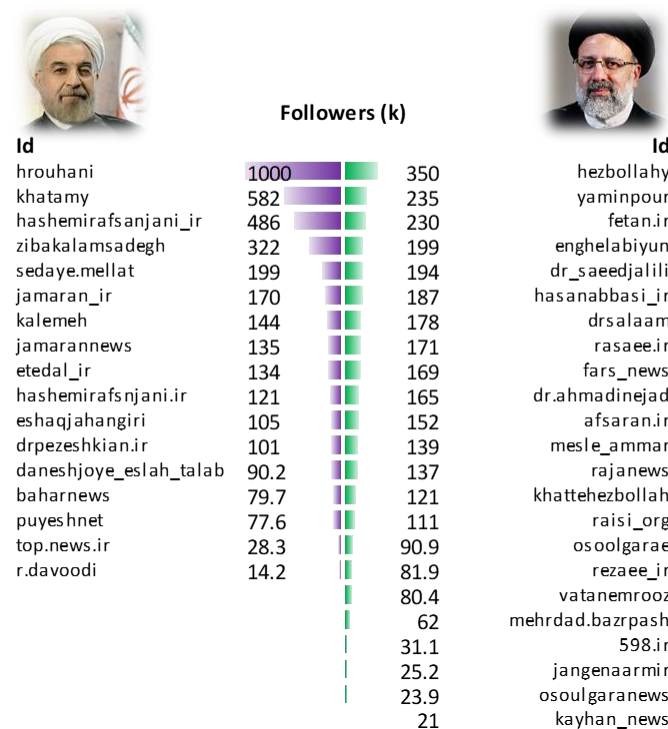 Followers (k)
Id Id
hrouhani 1000 350 hezbollahy
khatamy 582 235 yaminpour
hashemirafsanjani_ir 486 230 fetan.ir
zibakalamsadegh 322 199 enghelabiyun
sedaye.mellat 199 194 dr_saeedjalili
jamaran_ir 170 187 hasanabbasi_ir
kalemeh 144 178 drsalaam
jamarannews 135 171 rasaee.ir
etedal_ir 134 169 fars_news
hashemirafsnjani.ir 121 165 dr.ahmadinejad
eshaqjahangiri 105 152 afsaran.ir
drpezeshkian.ir 101 139 mesle_ammar
daneshjoye_eslah_talab 90.2 137 rajanews
baharnews 79.7 121 khattehezbollah
puyeshnet 77.6 111 raisi_org
top.news.ir 28.3 90.9 osoolgarae
r.davoodi 14.2 81.9 rezaee_ir
80.4 vatanemrooz
62 mehrdad.bazrpash
31.1 598.ir
25.2 jangenaarmir
23.9 osoulgaranews
21 kayhan_news